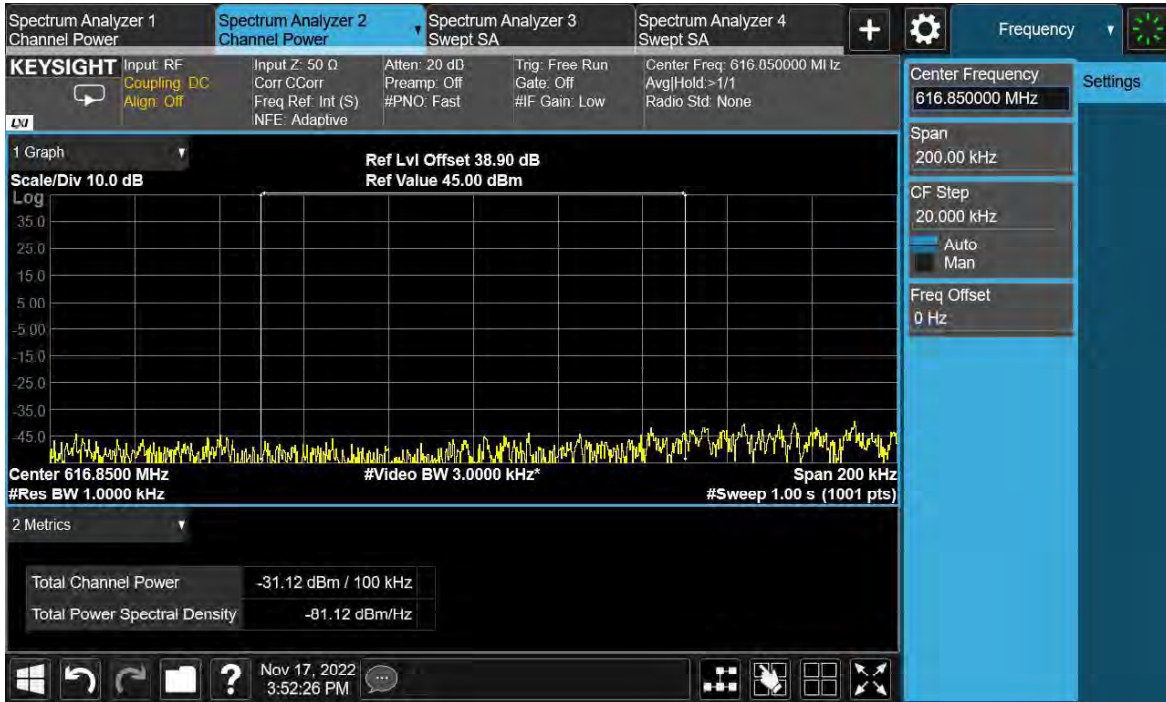 Spectrum Analyzer 1
Channel Power
Spectrum Analyzer 2
Channel Power
Spectrum Analyzer 3
Swept SA
Spectrum Analyzer 4
Swept SA
+
Frequency
KEYSIGHT
LXI
Input: RF
Coupling: DC
Align: Off
Input Z: 50 Ω
Corr CCorr
Freq Ref: Int (S)
NFE: Adaptive
Atten: 20 dB
Preamp: Off
#PNO: Fast
Trig: Free Run
Gate: Off
#IF Gain: Low
Center Freq: 616.850000 MHz
Avg|Hold:>1/1
Radio Std: None
Center Frequency
616.850000 MHz
Settings
Span
200.00 kHz
CF Step
20.000 kHz
Auto
Man
Freq Offset
0 Hz
1 Graph
Scale/Div 10.0 dB
Ref Lvl Offset 38.90 dB
Ref Value 45.00 dBm
Log
35.0
25.0
15.0
5.00
-5.00
-15.0
-25.0
-35.0
-45.0
Center 616.8500 MHz
#Video BW 3.0000 kHz*
Span 200 kHz
#Res BW 1.0000 kHz
#Sweep 1.00 s (1001 pts)
2 Metrics
Total Channel Power -31.12 dBm / 100 kHz
Total Power Spectral Density -81.12 dBm/Hz
?
Nov 17, 2022
3:52:26 PM